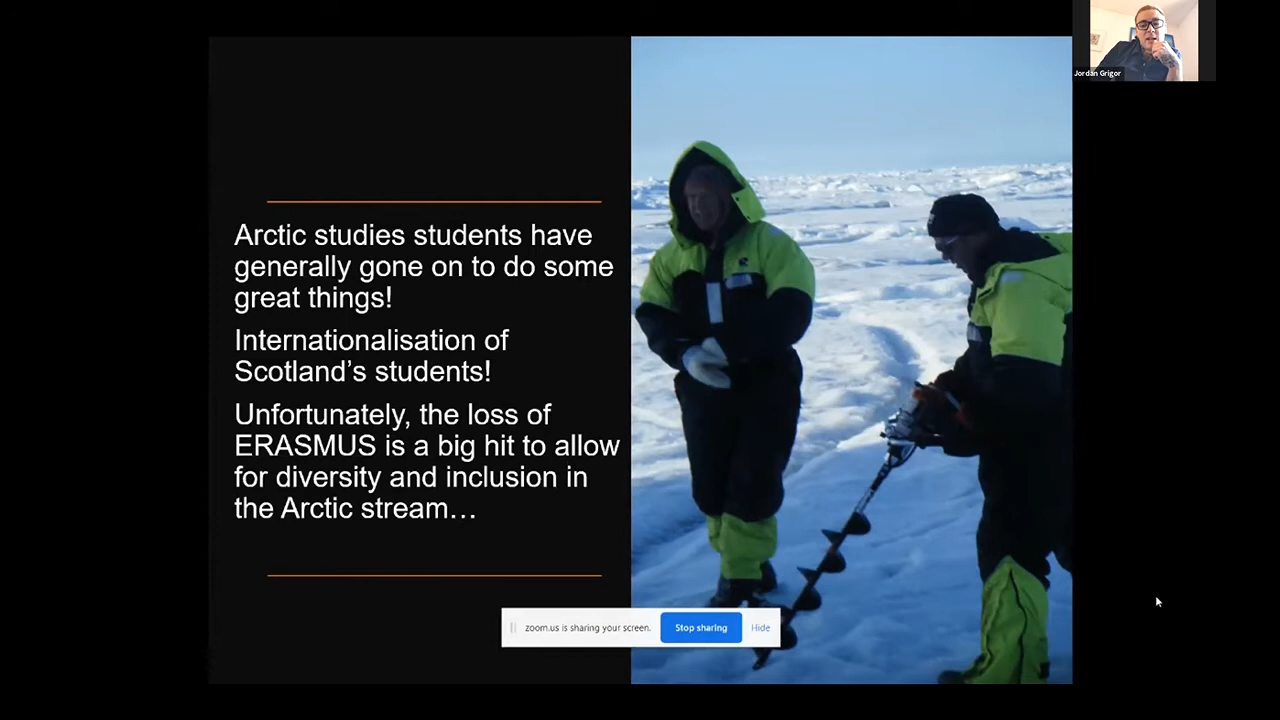 Jordan Grigor
Arctic studies students have
generally gone on to do some
great things!
Internationalisation of
Scotland's students!
Unfortunately, the loss of
ERASMUS is a big hit to allow
for diversity and inclusion in
the Arctic stream…
zoom.us is sharing your screen.
Stop sharing
Hide